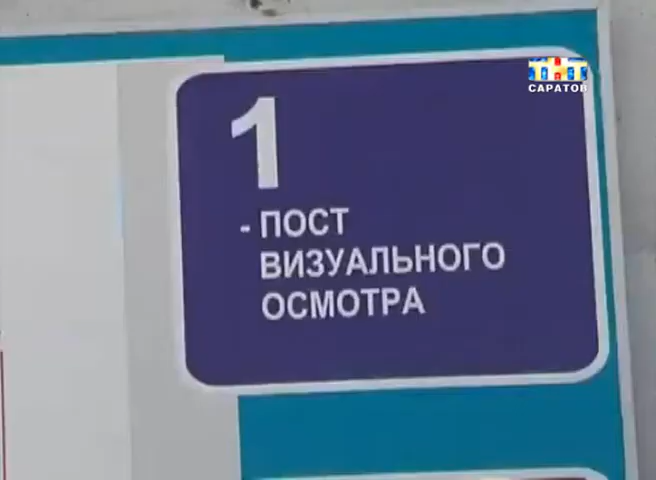 ТНТ
САРАТОВ
1
- ПОСТ
ВИЗУАЛЬНОГО
ОСМОТРА